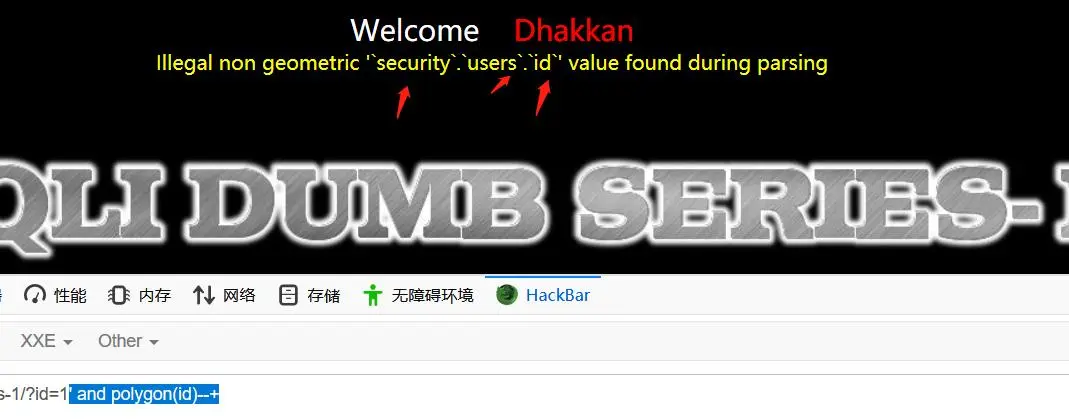 Welcome Dhakkan
Illegal non geometric '`security`.`users`.`id`' value found during parsing
QLI DUMB SERIES-
性能 内存 网络 存储 无障碍环境 HackBar
XXE Other
s-1/?id=1' and polygon(id)--+